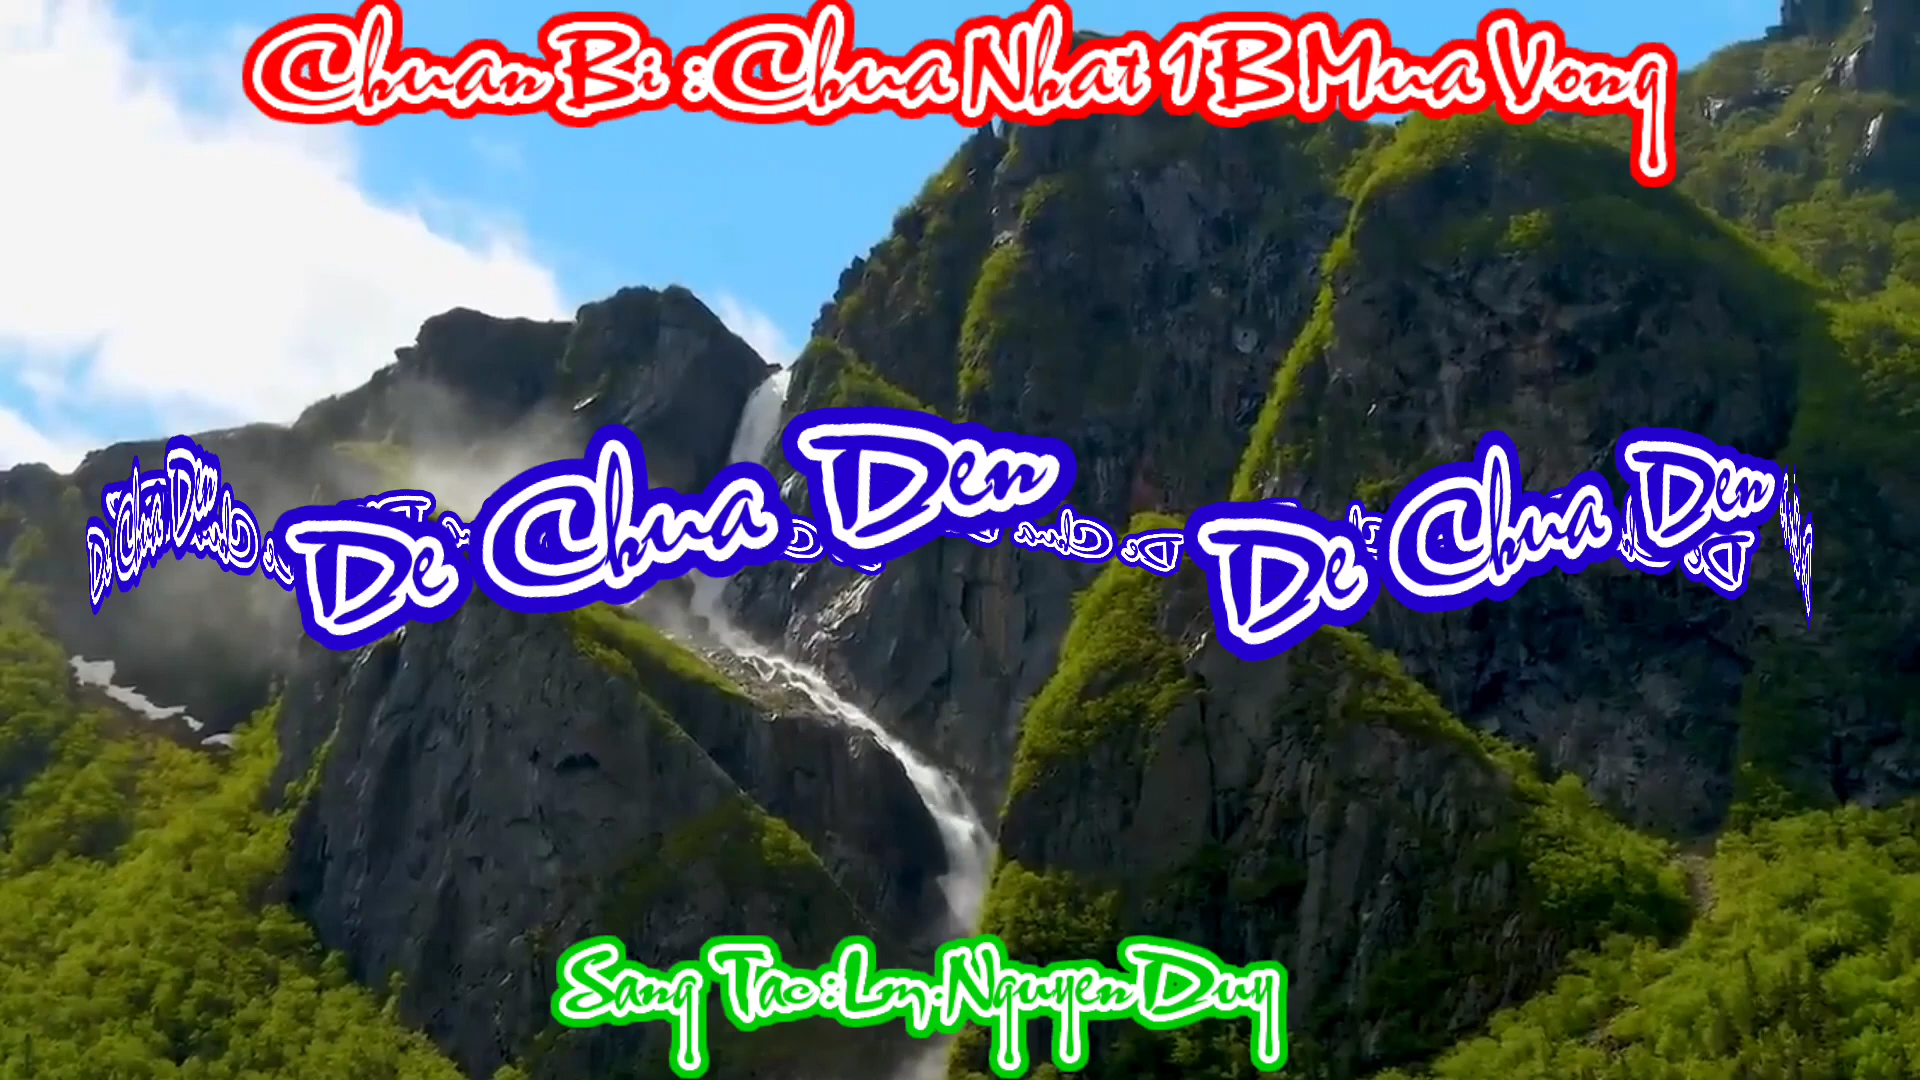 Chuan Bi :Chua Nhat 1B Mua Vong
De Chua Den De Chua Den
Sang Tao :Lm.Nguyen Duy